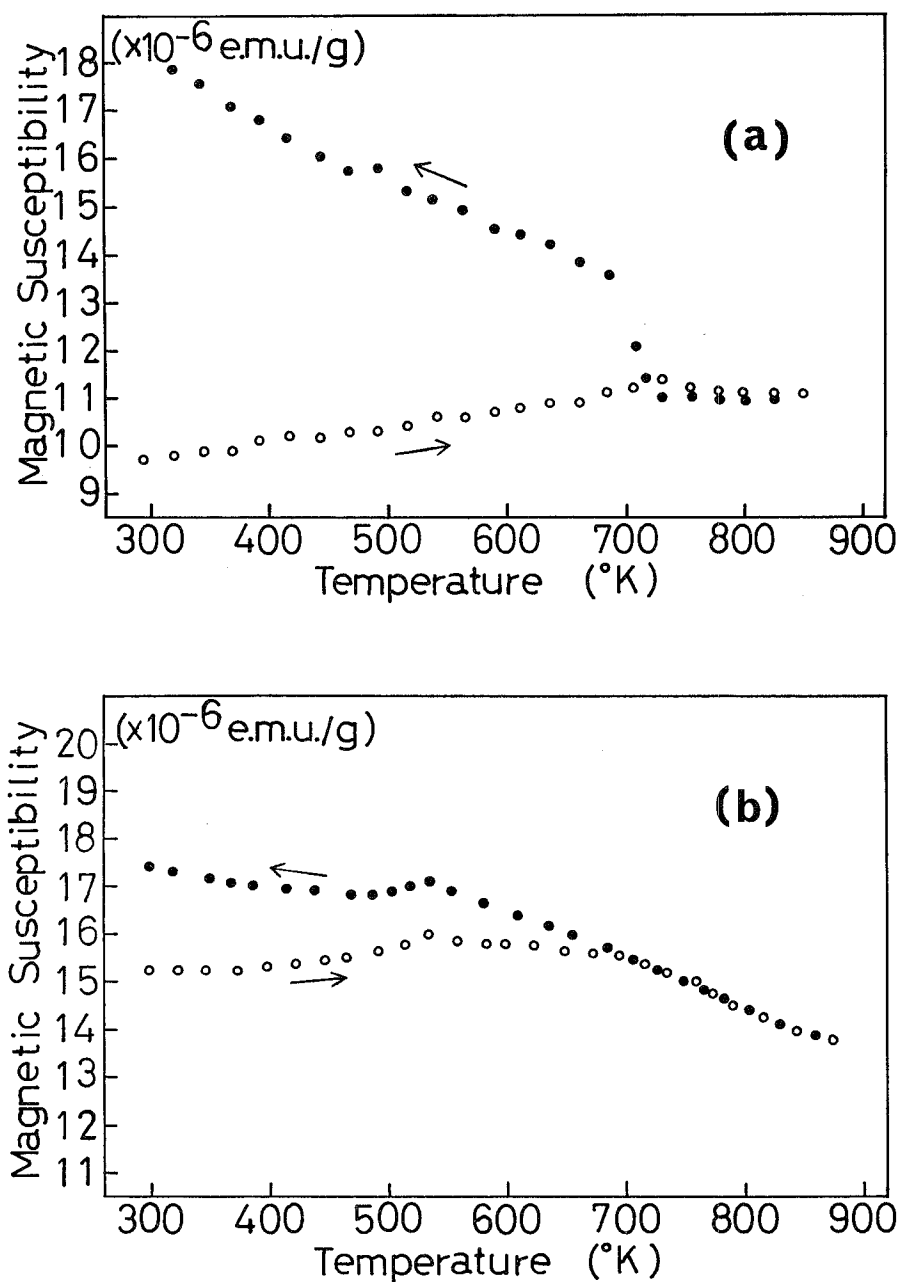 (x10-6 e.m.u./g)
(a)
Magnetic Susceptibility
18
17
16
15
14
13
12
11
10
9
300 400 500 600 700 800 900
Temperature (°K)
(x10-6 e.m.u./g)
(b)
Magnetic Susceptibility
20
19
18
17
16
15
14
13
12
11
300 400 500 600 700 800 900
Temperature (°K)